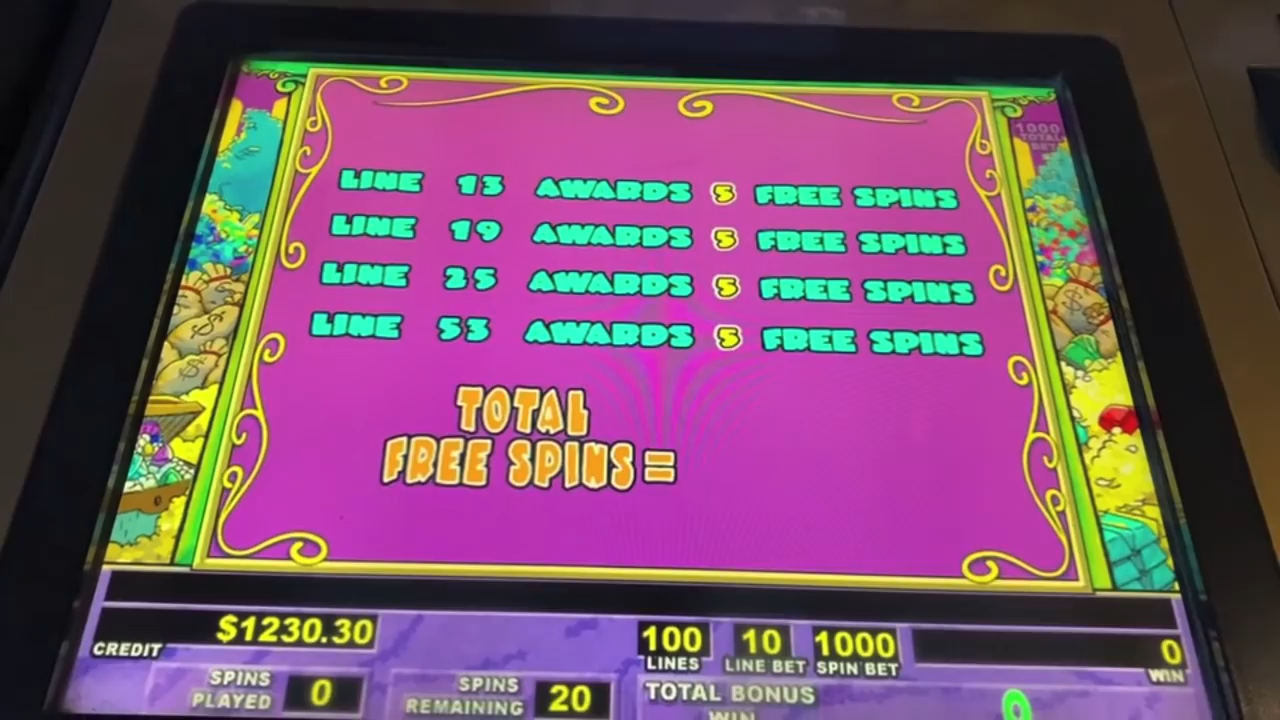 1000
TOTAL
BET
LINE 13 AWARDS 5 FREE SPINS
LINE 19 AWARDS 5 FREE SPINS
LINE 25 AWARDS 5 FREE SPINS
LINE 53 AWARDS 5 FREE SPINS
TOTAL
FREE SPINS =
$1230.30
CREDIT
100 10 1000 0
LINES LINE BET SPIN BET WIN
SPINS
PLAYED 0
SPINS
REMAINING 20
TOTAL BONUS
WIN 0